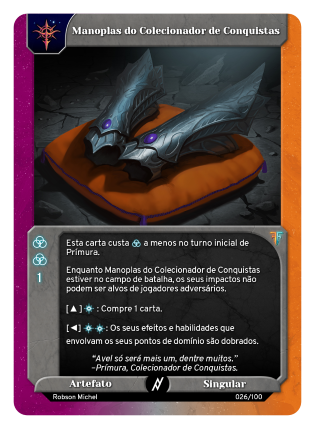 Manoplas do Colecionador de Conquistas
Esta carta custa a menos no turno inicial de
Prímura.
1
Enquanto Manoplas do Colecionador de Conquistas
estiver no campo de batalha, os seus impactos não
podem ser alvos de jogadores adversários.
[▲] : Compre 1 carta.
[◄] : Os seus efeitos e habilidades que
envolvam os seus pontos de domínio são dobrados.
“Avel só será mais um, dentre muitos.”
–Prímura, Colecionador de Conquistas.
Artefato Singular
Robson Michel 026/100